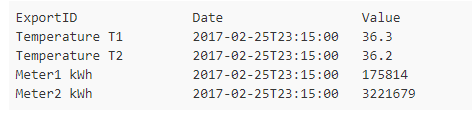 ExportID Date Value
Temperature T1 2017-02-25T23:15:00 36.3
Temperature T2 2017-02-25T23:15:00 36.2
Meter1 kWh 2017-02-25T23:15:00 175814
Meter2 kWh 2017-02-25T23:15:00 3221679